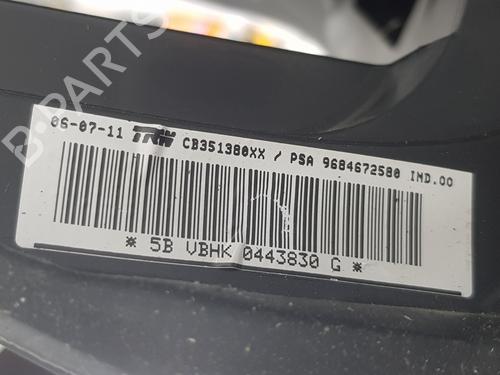 B-PARTS
06-07-11 TRW CB351380XX / PSA 9684672580 IND.00
* 5B VBHK 0443830 G *